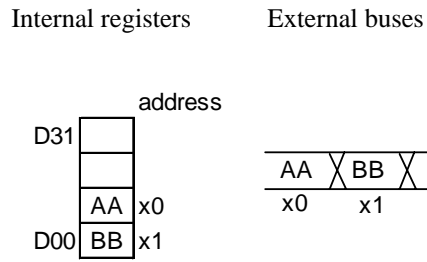 Internal registers External buses
address
D31
AA BB
AA x0 x0 x1
D00 BB x1